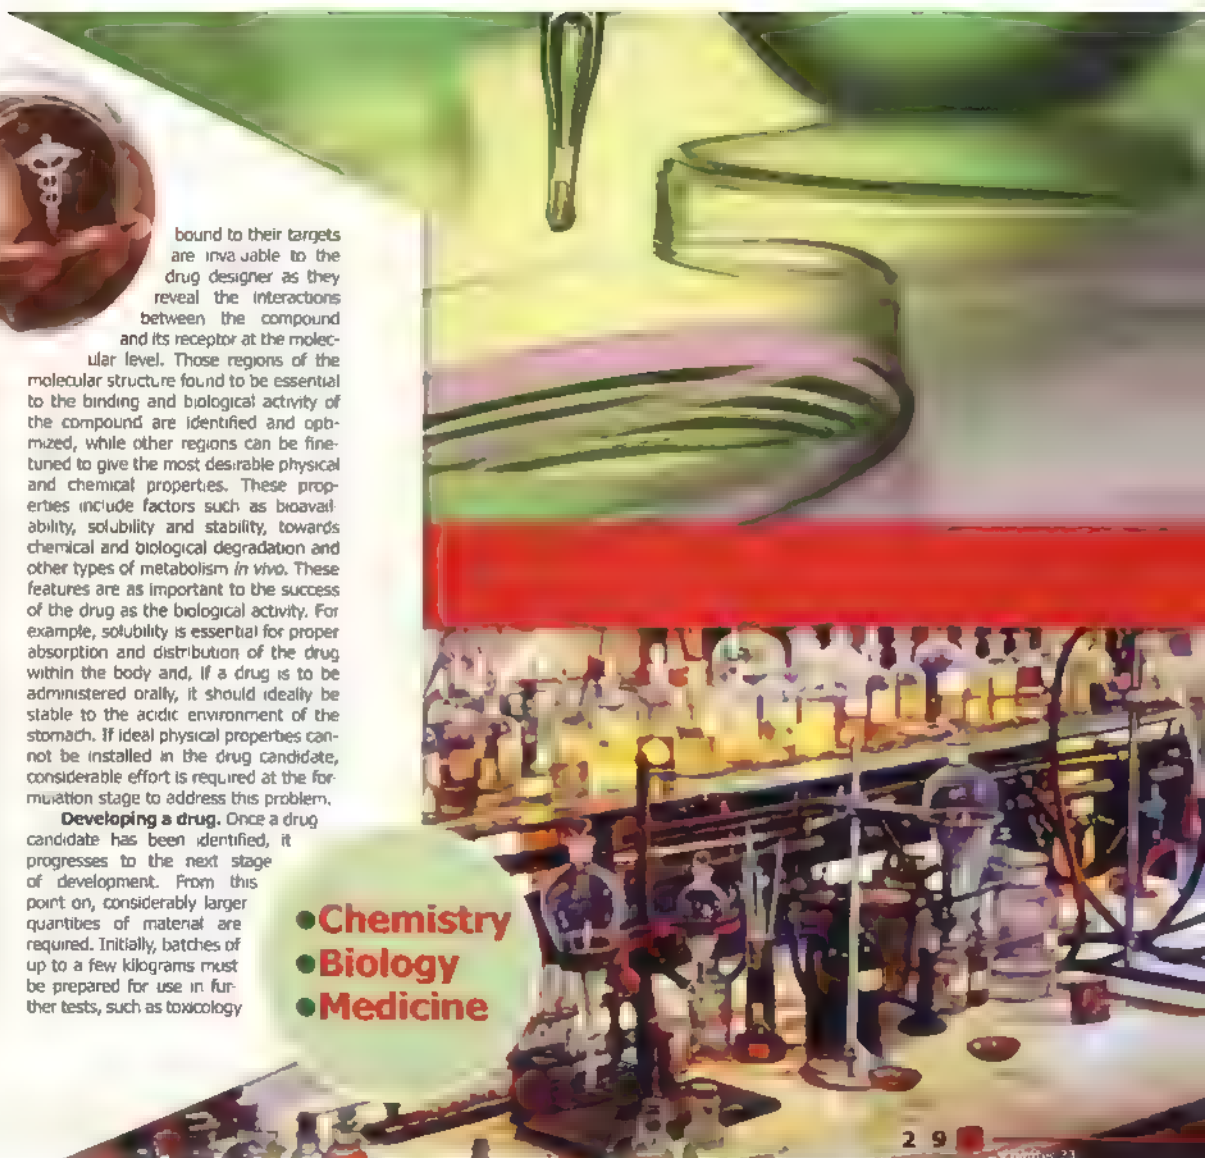 bound to their targets
are invaluable to the
drug designer as they
reveal the interactions
between the compound
and its receptor at the molec-
ular level. Those regions of the
molecular structure found to be essential
to the binding and biological activity of
the compound are identified and opti-
mized, while other regions can be fine-
tuned to give the most desirable physical
and chemical properties. These prop-
erties include factors such as bioavail-
ability, solubility and stability, towards
chemical and biological degradation and
other types of metabolism in vivo. These
features are as important to the success
of the drug as the biological activity. For
example, solubility is essential for proper
absorption and distribution of the drug
within the body and, if a drug is to be
administered orally, it should ideally be
stable to the acidic environment of the
stomach. If ideal physical properties can-
not be installed in the drug candidate,
considerable effort is required at the for-
mulation stage to address this problem.
Developing a drug. Once a drug
candidate has been identified, it
progresses to the next stage
of development. From this
point on, considerably larger
quantities of material are
required. Initially, batches of
up to a few kilograms must
be prepared for use in fur-
ther tests, such as toxicology
•Chemistry
•Biology
•Medicine
29